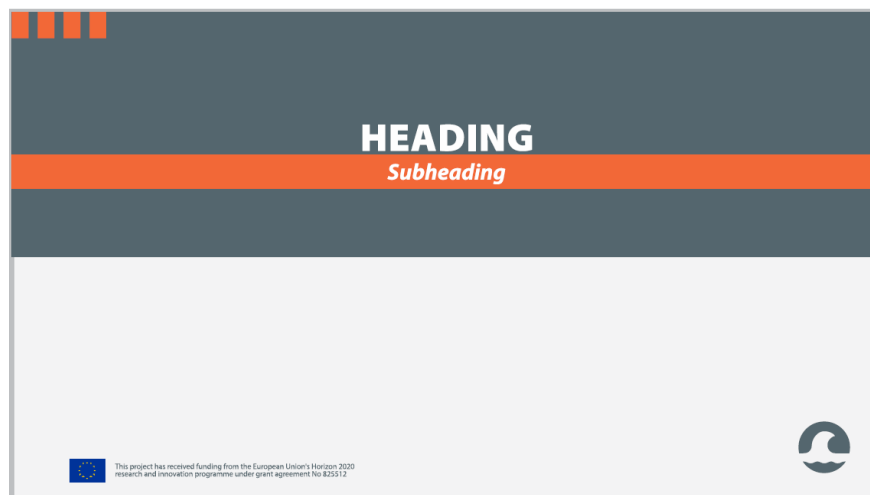 HEADING
Subheading
This project has received funding from the European Union's Horizon 2020
research and innovation programme under grant agreement No 825512